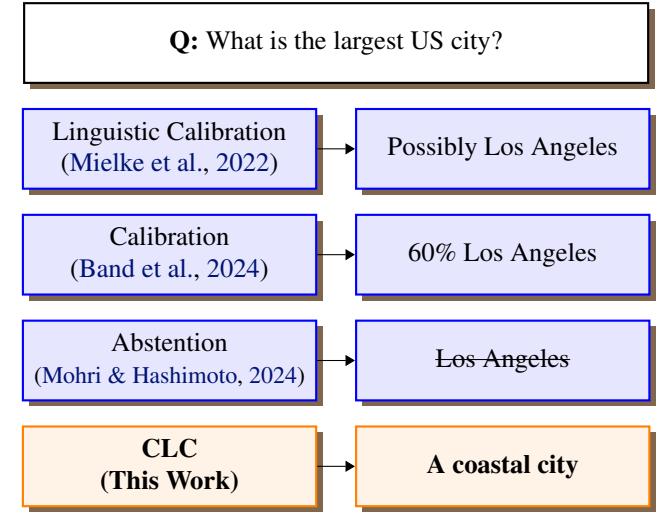 Q: What is the largest US city?
Linguistic Calibration
(Mielke et al., 2022)
Possibly Los Angeles
Calibration
(Band et al., 2024)
60% Los Angeles
Abstention
(Mohri & Hashimoto, 2024)
Los Angeles
CLC
(This Work)
A coastal city